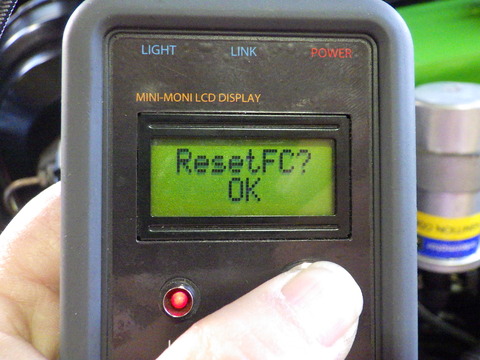 LIGHT LINK POWER
MINI-MONI LCD DISPLAY
ResetFC?
OK